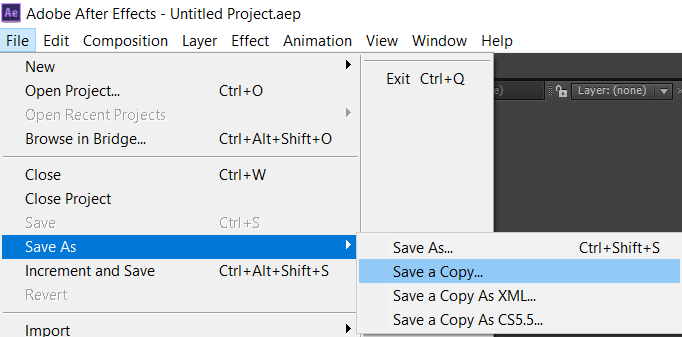 Ae Adobe After Effects - Untitled Project.aep
File Edit Composition Layer Effect Animation View Window Help
New
Open Project... Ctrl+O
Open Recent Projects
Browse in Bridge... Ctrl+Alt+Shift+O
Close Ctrl+W
Close Project
Save Ctrl+S
Save As
Increment and Save Ctrl+Alt+Shift+S
Revert
Import
Exit Ctrl+Q
Layer: (none)
Save As... Ctrl+Shift+S
Save a Copy...
Save a Copy As XML...
Save a Copy As CS5.5...